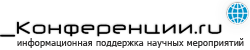 _Конференции.ru
информационная поддержка научных мероприятий